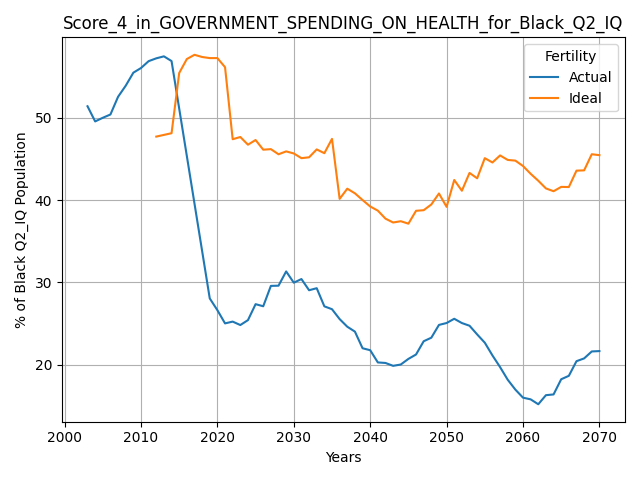 Score_4_in_GOVERNMENT_SPENDING_ON_HEALTH_for_Black_Q2_IQ
Fertility
Actual
Ideal
% of Black Q2_IQ Population
50
40
30
20
2000 2010 2020 2030 2040 2050 2060 2070
Years